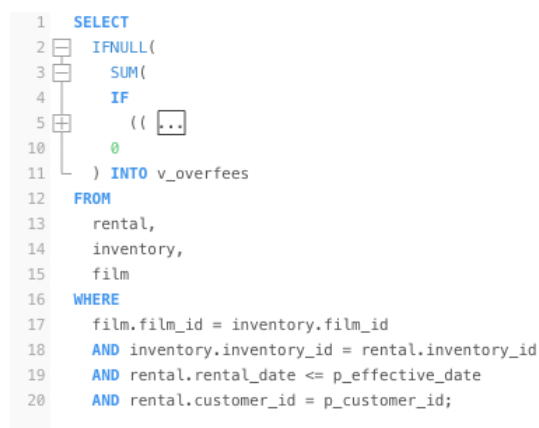 1 SELECT
2 IFNULL(
3 SUM(
4 IF
5 (( ...
10 0
11 ) INTO v_overfees
12 FROM
13 rental,
14 inventory,
15 film
16 WHERE
17 film.film_id = inventory.film_id
18 AND inventory.inventory_id = rental.inventory_id
19 AND rental.rental_date <= p_effective_date
20 AND rental.customer_id = p_customer_id;